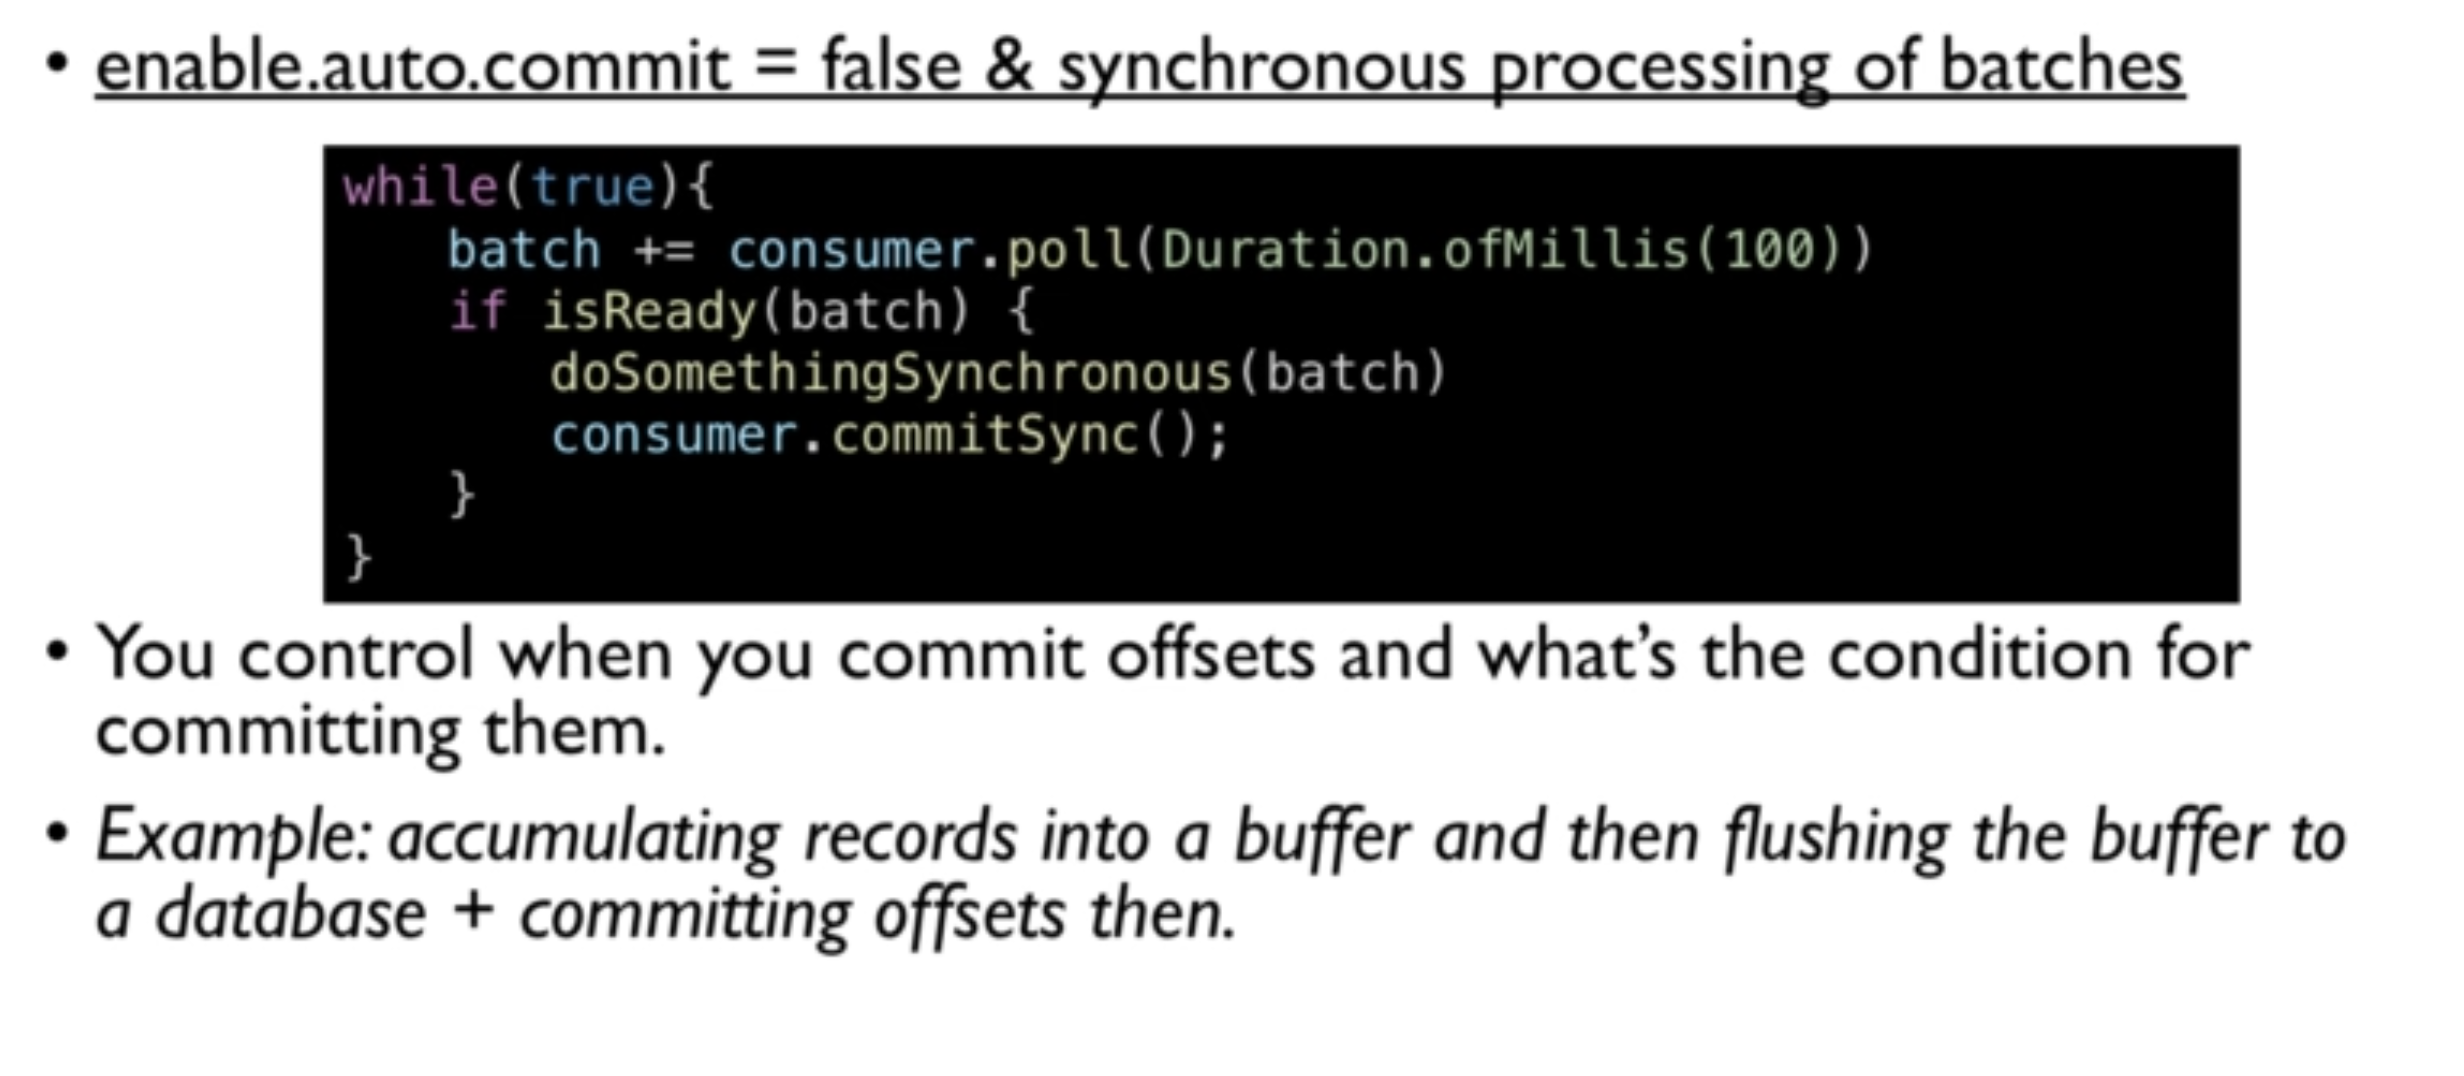 • enable.auto.commit = false & synchronous processing of batches
while(true){
    batch += consumer.poll(Duration.ofMillis(100))
    if isReady(batch) {
        doSomethingSynchronous(batch)
        consumer.commitSync();
    }
}
• You control when you commit offsets and what’s the condition for
committing them.
• Example: accumulating records into a buffer and then flushing the buffer to
a database + committing offsets then.